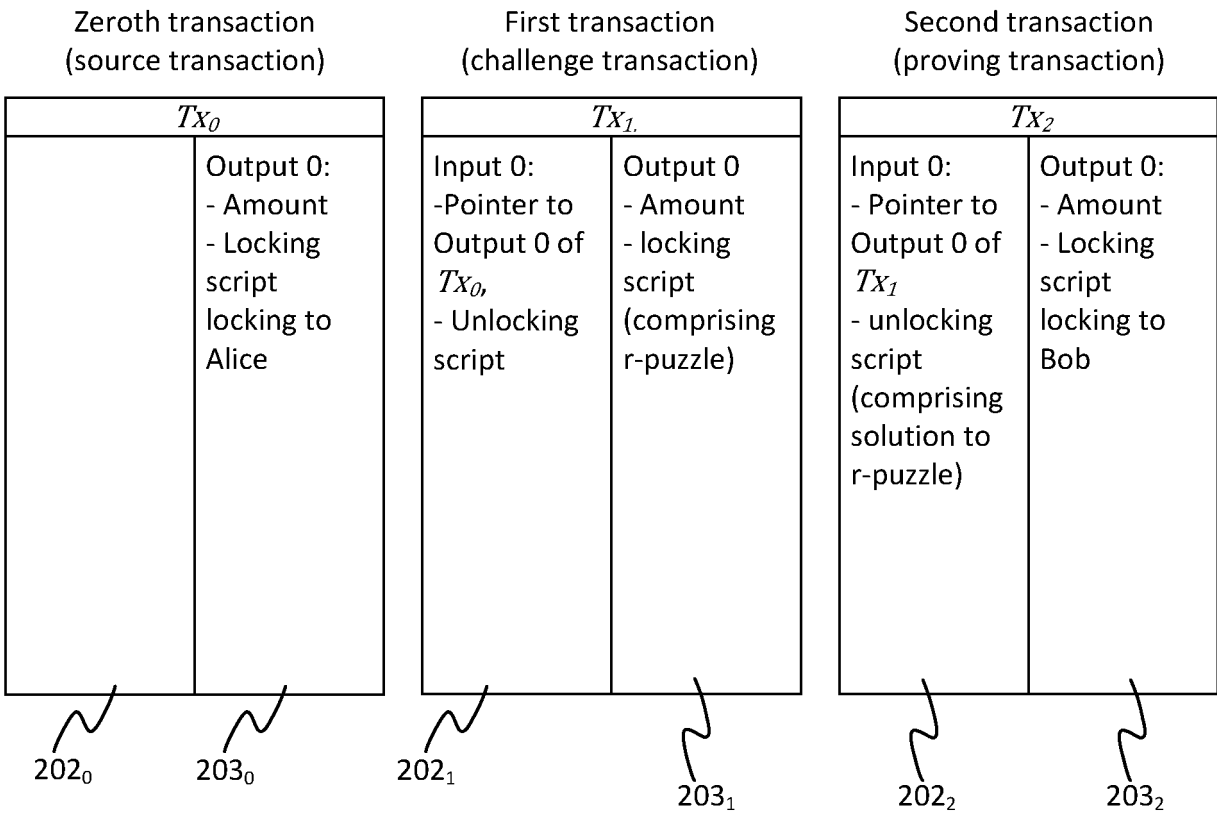 Zeroth transaction
(source transaction)
First transaction
(challenge transaction)
Second transaction
(proving transaction)
Tx₀
Output 0:
- Amount
- Locking
script
locking to
Alice
Tx₁.
Input 0:
-Pointer to
Output 0 of
Tx₀,
- Unlocking
script
Output 0
- Amount
- locking
script
(comprising
r-puzzle)
Tx₂
Input 0:
- Pointer to
Output 0 of
Tx₁
- unlocking
script
(comprising
solution to
r-puzzle)
Output 0:
- Amount
- Locking
script
locking to
Bob
202₀
203₀
202₁
203₁
202₂
203₂